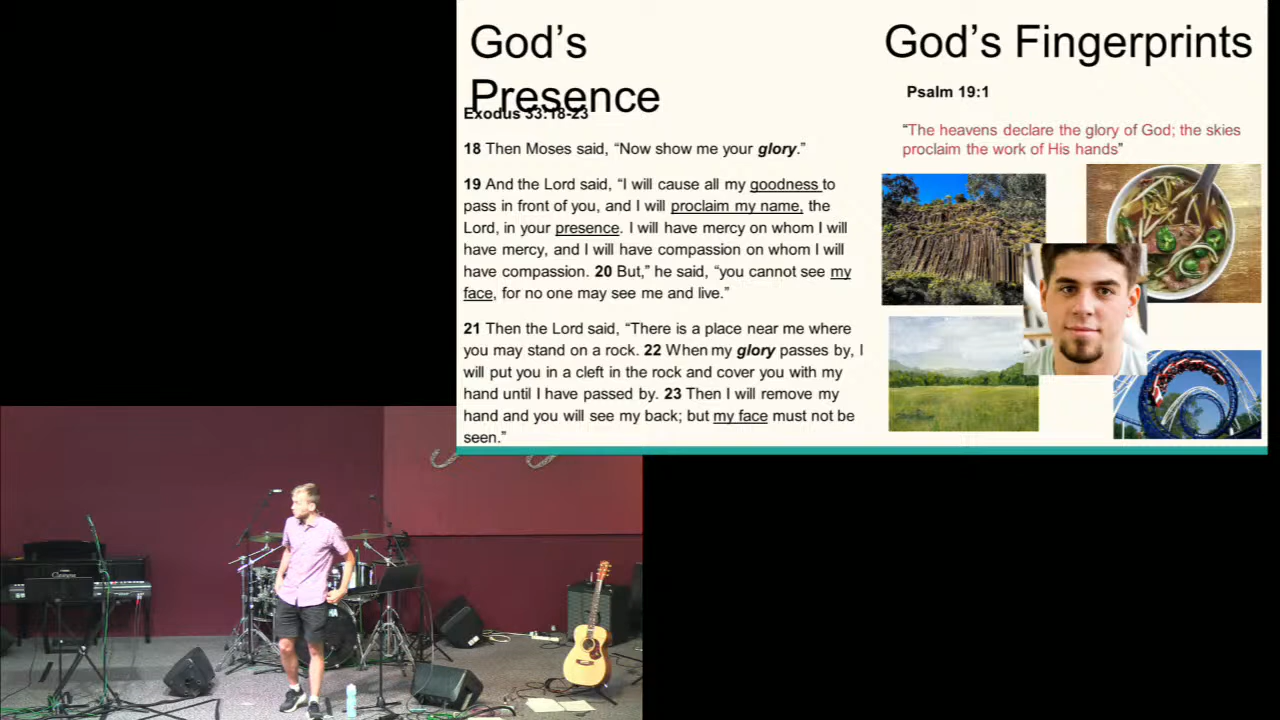 God’s
Presence
Exodus 33:18-23
18 Then Moses said, “Now show me your glory.”
19 And the Lord said, “I will cause all my goodness to
pass in front of you, and I will proclaim my name, the
Lord, in your presence. I will have mercy on whom I will
have mercy, and I will have compassion on whom I will
have compassion. 20 But,” he said, “you cannot see my
face, for no one may see me and live.”
21 Then the Lord said, “There is a place near me where
you may stand on a rock. 22 When my glory passes by, I
will put you in a cleft in the rock and cover you with my
hand until I have passed by. 23 Then I will remove my
hand and you will see my back; but my face must not be
seen.”
God’s Fingerprints
Psalm 19:1
“The heavens declare the glory of God; the skies
proclaim the work of His hands”